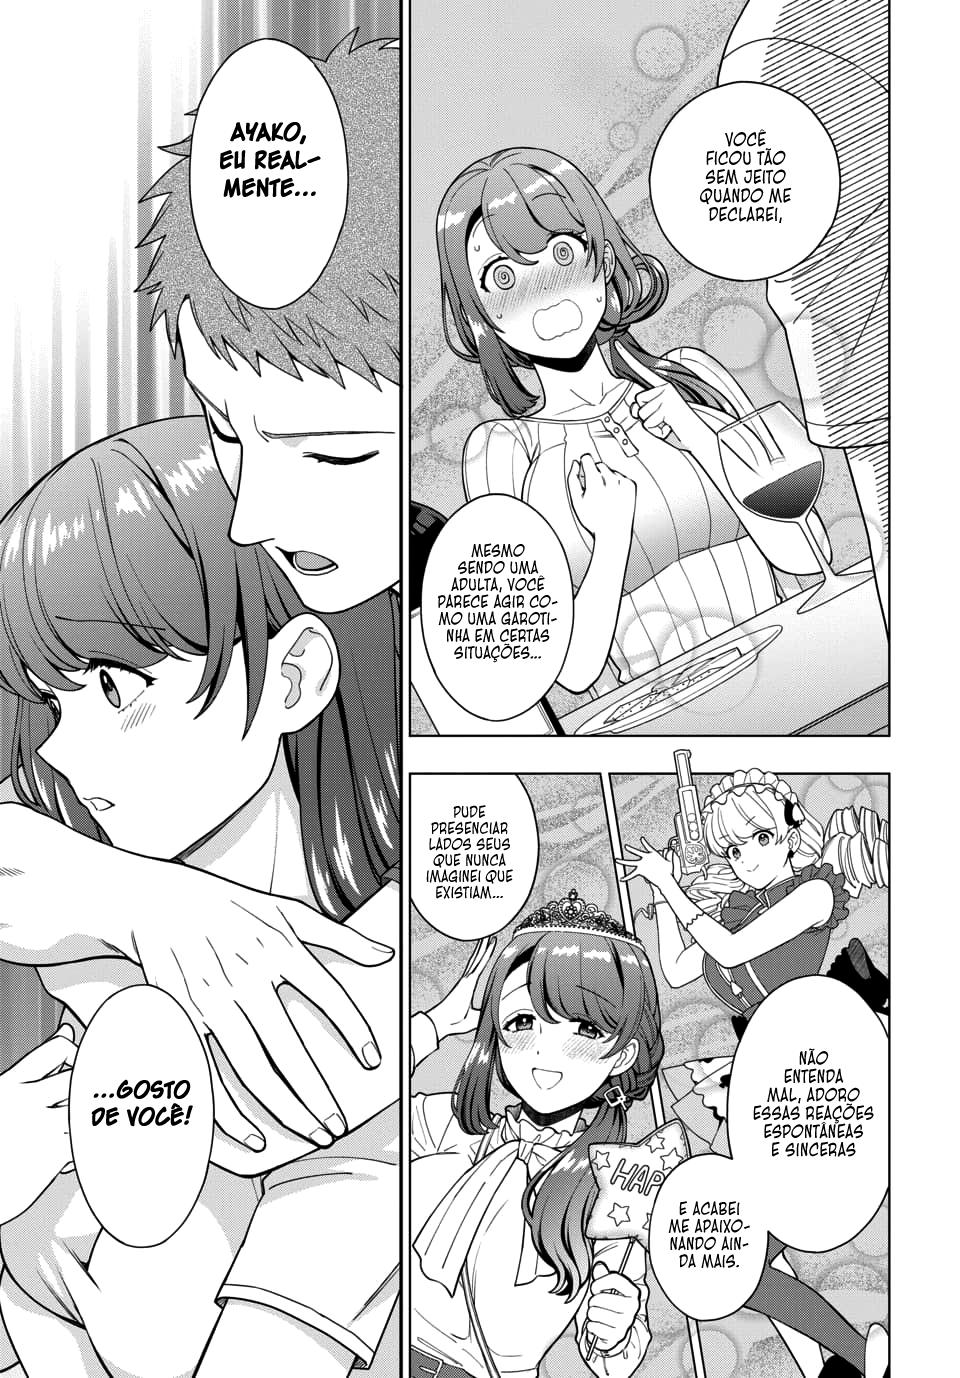 VOCÊ
FICOU TÃO
SEM JEITO
QUANDO ME
DECLAREI,
MESMO
SENDO UMA
ADULTA, VOCÊ
PARECE AGIR CO-
MO UMA GAROTI-
NHA EM CERTAS
SITUAÇÕES...
PUDE
PRESENCIAR
LADOS SEUS
QUE NUNCA
IMAGINEI QUE
EXISTIAM...
HAP
NÃO
ENTENDA
MAL, ADORO
ESSAS REAÇÕES
ESPONTÂNEAS
E SINCERAS
E ACABEI
ME APAIXO-
NANDO AIN-
DA MAIS.
AYAKO,
EU REAL-
MENTE...
...GOSTO
DE VOCÊ!